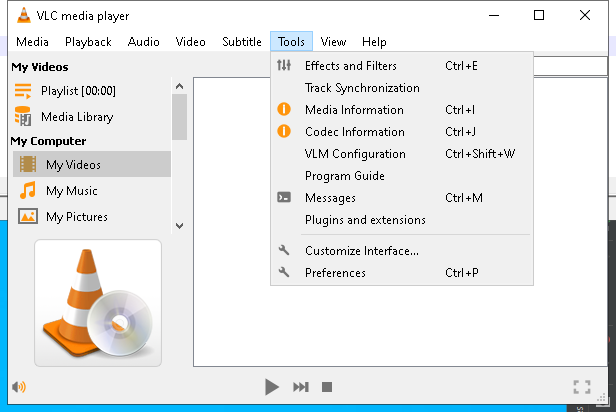 VLC media player
Media Playback Audio Video Subtitle Tools View Help
My Videos
Playlist [00:00]
Media Library
My Computer
My Videos
My Music
My Pictures
Effects and Filters Ctrl+E
Track Synchronization
Media Information Ctrl+I
Codec Information Ctrl+J
VLM Configuration Ctrl+Shift+W
Program Guide
Messages Ctrl+M
Plugins and extensions
Customize Interface...
Preferences Ctrl+P